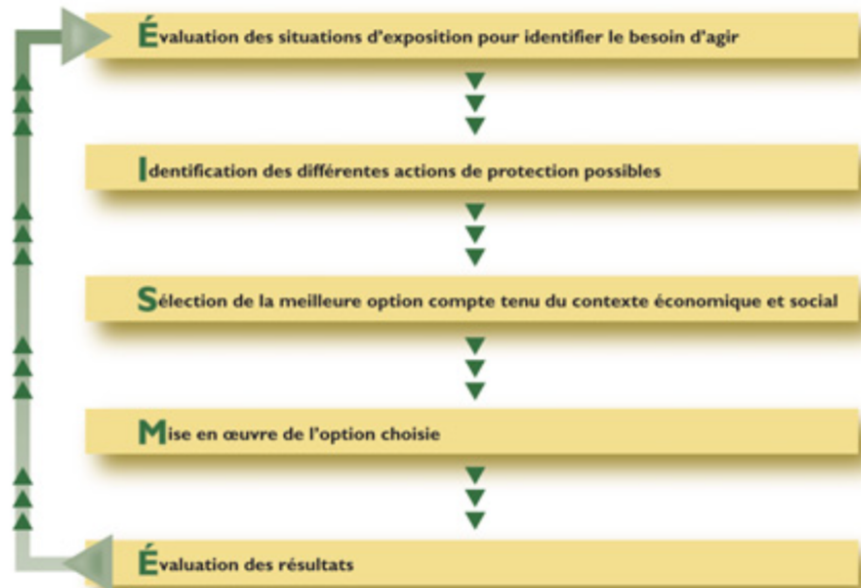 Évaluation des situations d’exposition pour identifier le besoin d’agir
Identification des différentes actions de protection possibles
Sélection de la meilleure option compte tenu du contexte économique et social
Mise en œuvre de l’option choisie
Évaluation des résultats